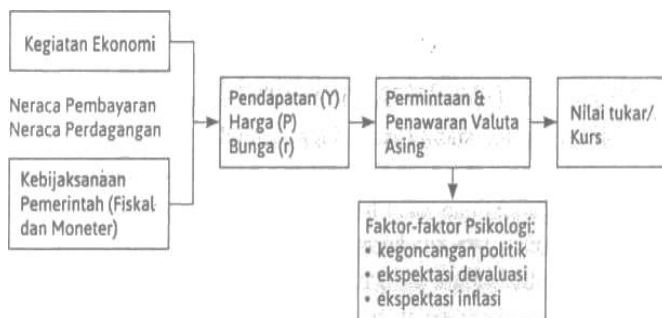 Kegiatan Ekonomi
Neraca Pembayaran
Neraca Perdagangan
Kebijaksanaan
Pemerintah (Fiskal
dan Moneter)
Pendapatan (Y)
Harga (P)
Bunga (r)
Permintaan &
Penawaran Valuta
Asing
Nilai tukar/
Kurs
Faktor-faktor Psikologi:
• kegoncangan politik
• ekspektasi devaluasi
• ekspektasi inflasi